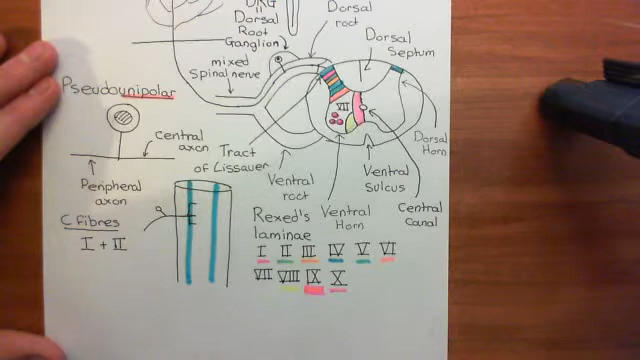 DRG
=
Dorsal
Root
Ganglion
Dorsal
root
Dorsal
Septum
mixed
Spinal nerve
Pseudounipolar
Central
axon
Peripheral
axon
Tract
of Lissauer
VII
Dorsal
Horn
Ventral
Sulcus
Ventral
root
Ventral
Horn
Central
Canal
C fibres
I + II
Rexed's
laminae
I II III IV V VI
VII VIII IX X